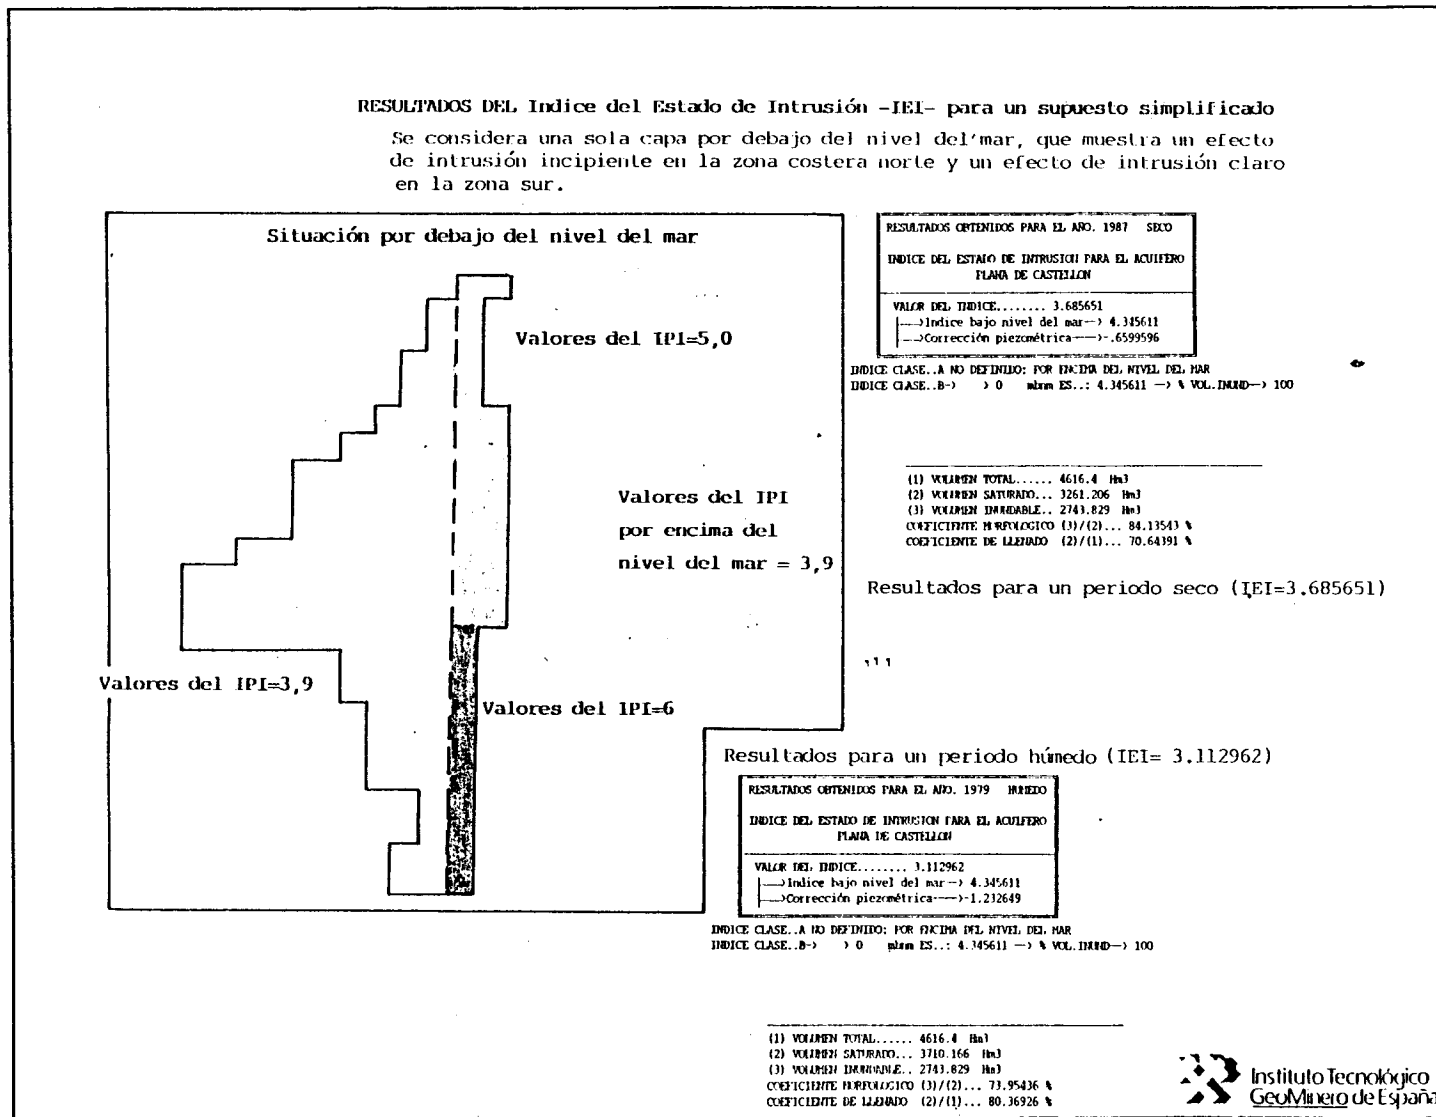 RESULTADOS DEL Indice del Estado de Intrusión -IEI- para un supuesto simplificado
Se considera una sola capa por debajo del nivel del mar, que muestra un efecto
de intrusión incipiente en la zona costera norte y un efecto de intrusión claro
en la zona sur.
Situación por debajo del nivel del mar
Valores del IPI=5,0
Valores del IPI
por encima del
nivel del mar = 3,9
Valores del IPI=3,9
Valores del IPI=6
RESULTADOS OBTENIDOS PARA EL AÑO. 1987 SECO
INDICE DEL ESTADO DE INTRUSION PARA EL ACUIFERO
PLANA DE CASTELLON
VALOR DEL INDICE........ 3.685651
|---->Indice bajo nivel del mar--> 4.345611
|---->Corrección piezométrica---->-.6599596
INDICE CLASE..A NO DEFINIDO: POR ENCIMA DEL NIVEL DEL MAR
INDICE CLASE..B-> > 0 mbnm ES..: 4.345611 --> % VOL.INUND--> 100
(1) VOLUMEN TOTAL...... 4616.4 Hm3
(2) VOLUMEN SATURADO... 3261.206 Hm3
(3) VOLUMEN INUNDABLE.. 2743.829 Hm3
COEFICIENTE MORFOLOGICO (3)/(2)... 84.13543 %
COEFICIENTE DE LLENADO (2)/(1)... 70.64391 %
Resultados para un periodo seco (IEI=3.685651)
Resultados para un periodo húmedo (IEI= 3.112962)
RESULTADOS OBTENIDOS PARA EL AÑO. 1979 HUMEDO
INDICE DEL ESTADO DE INTRUSION PARA EL ACUIFERO
PLANA DE CASTELLON
VALOR DEL INDICE........ 3.112962
|---->Indice bajo nivel del mar--> 4.345611
|---->Corrección piezométrica---->-1.232649
INDICE CLASE..A NO DEFINIDO: POR ENCIMA DEL NIVEL DEL MAR
INDICE CLASE..B-> > 0 mbnm ES..: 4.345611 --> % VOL.INUND--> 100
(1) VOLUMEN TOTAL...... 4616.4 Hm3
(2) VOLUMEN SATURADO... 3710.166 Hm3
(3) VOLUMEN INUNDABLE.. 2743.829 Hm3
COEFICIENTE MORFOLOGICO (3)/(2)... 73.95436 %
COEFICIENTE DE LLENADO (2)/(1)... 80.36926 %
Instituto Tecnológico
GeoMinero de España